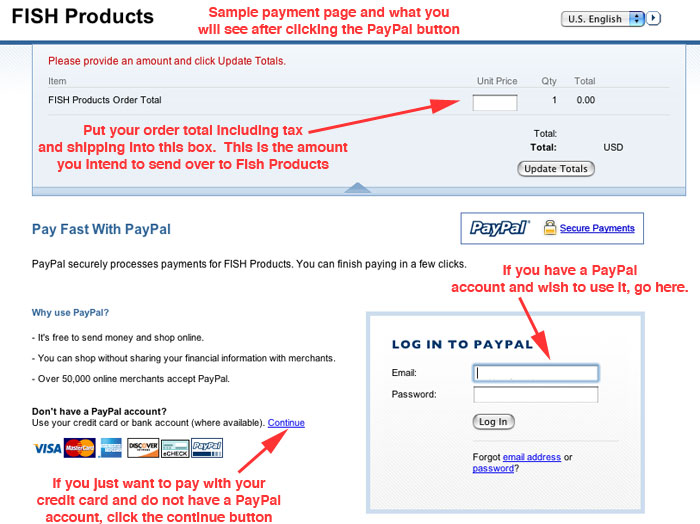 FISH Products
Sample payment page and what you
will see after clicking the PayPal button
U.S. English
Please provide an amount and click Update Totals.
Item Unit Price Qty Total
FISH Products Order Total 1 0.00
Put your order total including tax
and shipping into this box. This is the amount
you intend to send over to Fish Products
Total:
Total: USD
Update Totals
Pay Fast With PayPal
PayPal Secure Payments
PayPal securely processes payments for FISH Products. You can finish paying in a few clicks.
If you have a PayPal
account and wish to use it, go here.
Why use PayPal?
- It's free to send money and shop online.
- You can shop without sharing your financial information with merchants.
- Over 50,000 online merchants accept PayPal.
LOG IN TO PAYPAL
Email:
Password:
Log In
Forgot email address or
password?
Don't have a PayPal account?
Use your credit card or bank account (where available). Continue
VISA MasterCard DISCOVER eCHECK PayPal
If you just want to pay with your
credit card and do not have a PayPal
account, click the continue button